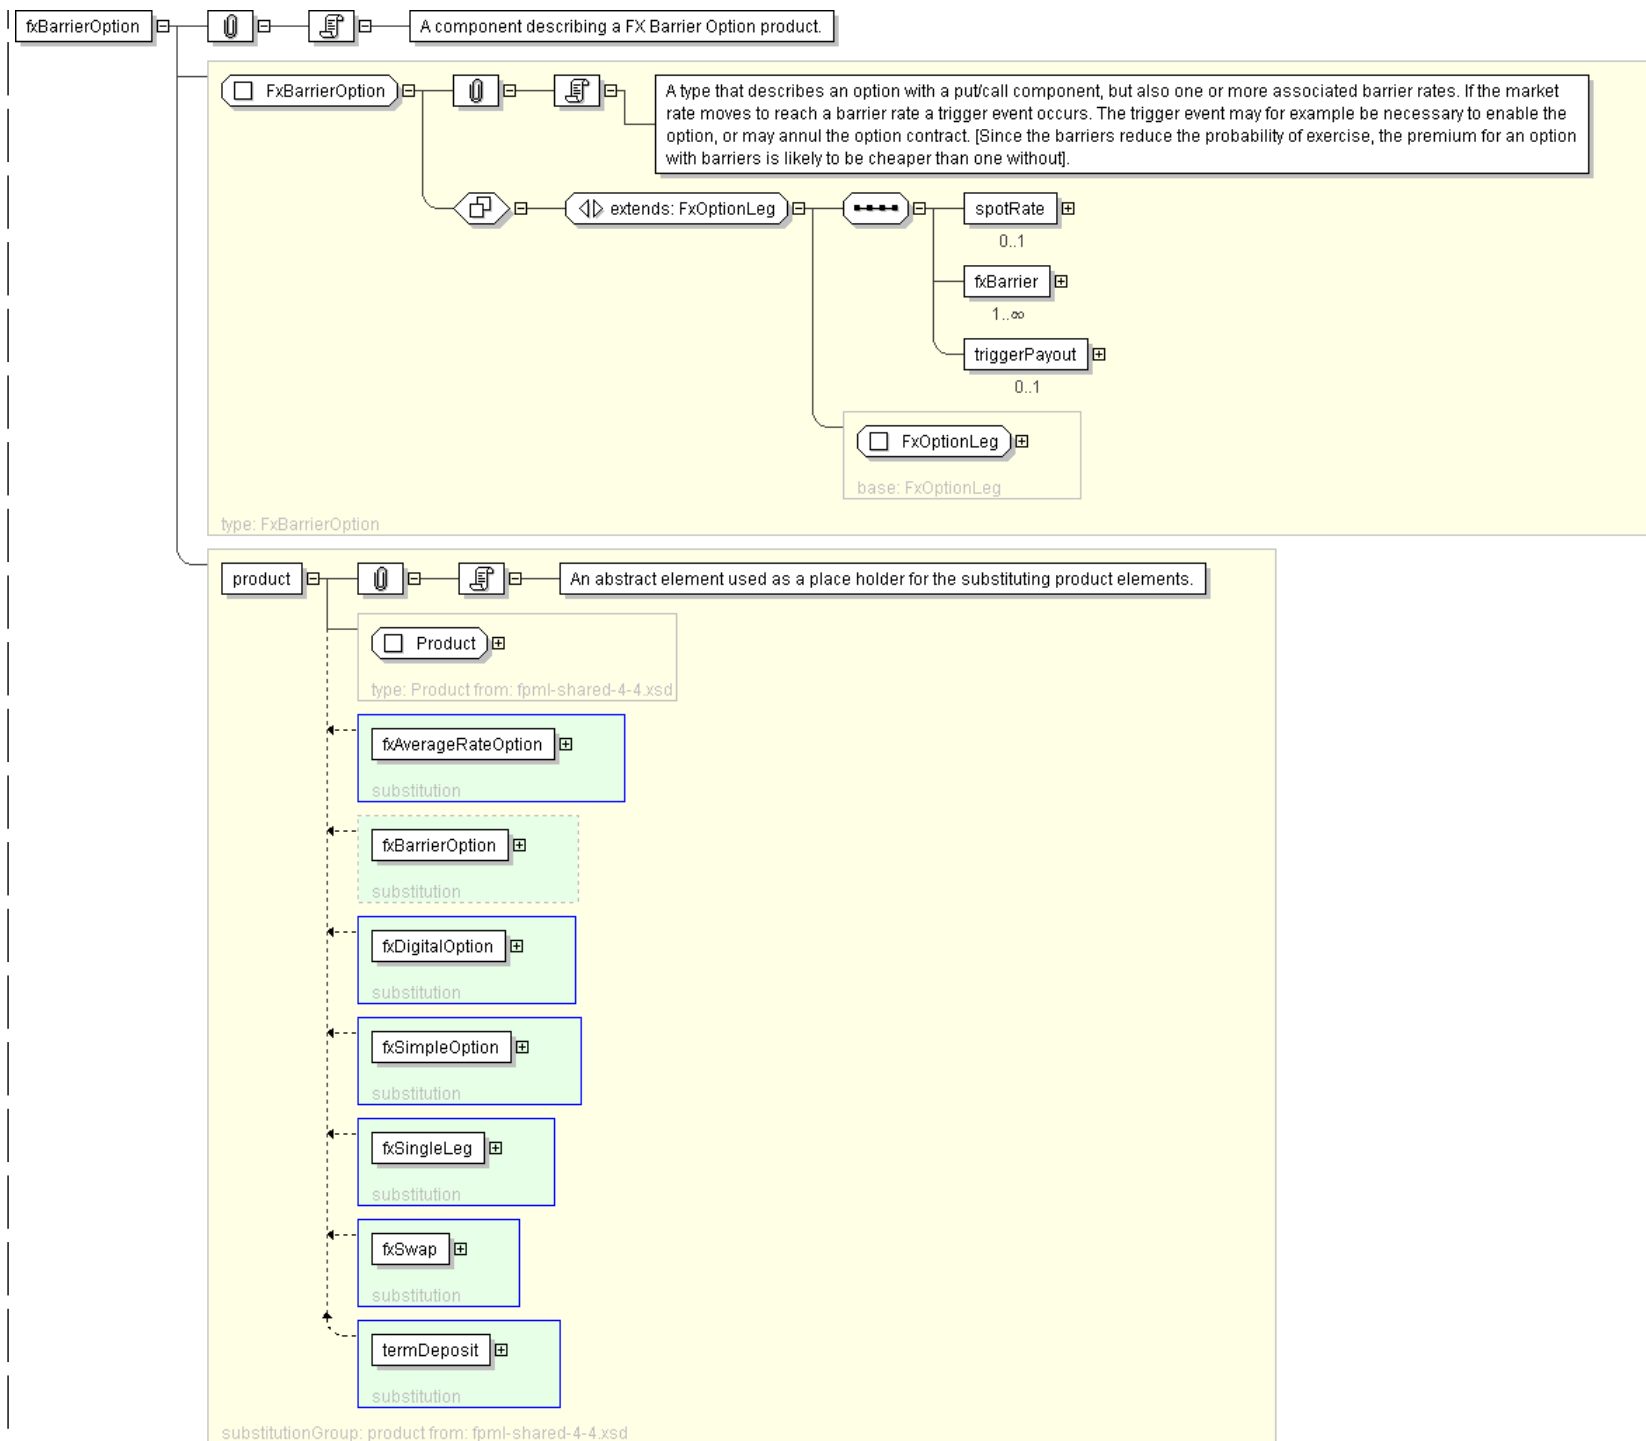 fxBarrierOption
A component describing a FX Barrier Option product.
FxBarrierOption
A type that describes an option with a put/call component, but also one or more associated barrier rates. If the market
rate moves to reach a barrier rate a trigger event occurs. The trigger event may for example be necessary to enable the
option, or may annul the option contract. [Since the barriers reduce the probability of exercise, the premium for an option
with barriers is likely to be cheaper than one without].
extends: FxOptionLeg
spotRate
0..1
fxBarrier
1..∞
triggerPayout
0..1
FxOptionLeg
base: FxOptionLeg
type: FxBarrierOption
product
An abstract element used as a place holder for the substituting product elements.
Product
type: Product from: fpml-shared-4-4.xsd
fxAverageRateOption
substitution
fxBarrierOption
substitution
fxDigitalOption
substitution
fxSimpleOption
substitution
fxSingleLeg
substitution
fxSwap
substitution
termDeposit
substitution
substitutionGroup: product from: fpml-shared-4-4.xsd